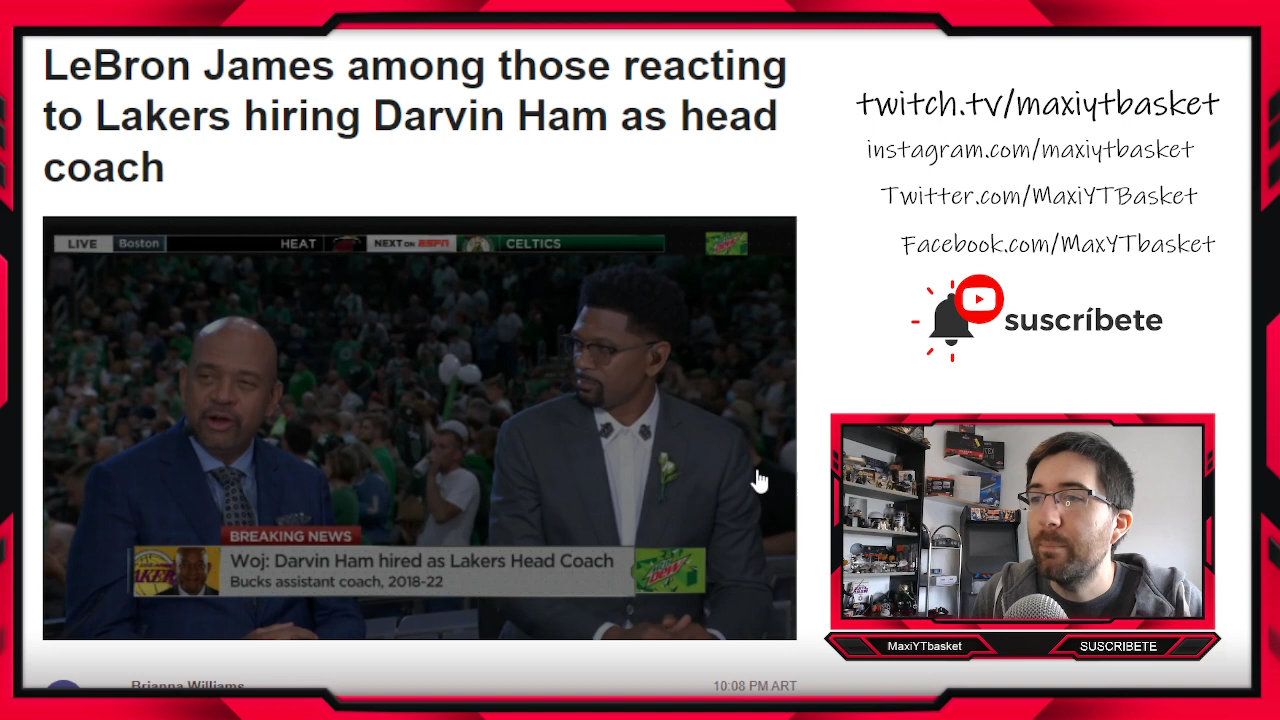 LeBron James among those reacting
to Lakers hiring Darvin Ham as head
coach
LIVE Boston HEAT NEXT ON ESPN CELTICS
BREAKING NEWS
Woj: Darvin Ham hired as Lakers Head Coach
Bucks assistant coach, 2018-22
Brianna Williams
10:08 PM ART
twitch.tv/maxiytbasket
instagram.com/maxiytbasket
Twitter.com/MaxiYTBasket
Facebook.com/MaxYTbasket
suscríbete
MaxiYTbasket
SUSCRIBETE